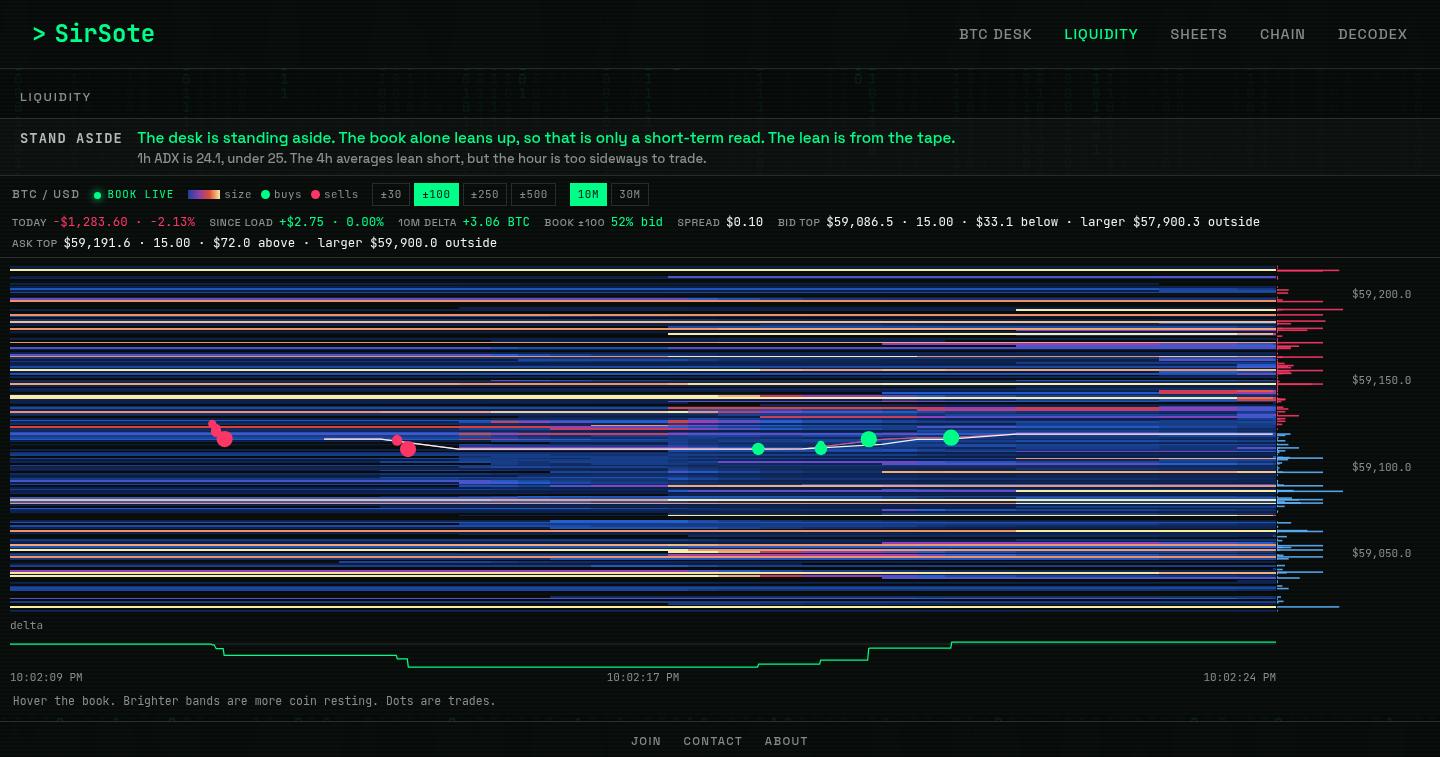 > SirSote
BTC DESK LIQUIDITY SHEETS CHAIN DECODEX
LIQUIDITY
STAND ASIDE The desk is standing aside. The book alone leans up, so that is only a short-term read. The lean is from the tape.
1h ADX is 24.1, under 25. The 4h averages lean short, but the hour is too sideways to trade.
BTC / USD BOOK LIVE size buys sells ±30 ±100 ±250 ±500 10M 30M
TODAY -$1,283.60 · -2.13% SINCE LOAD +$2.75 · 0.00% 10M DELTA +3.06 BTC BOOK ±100 52% bid SPREAD $0.10 BID TOP $59,086.5 · 15.00 · $33.1 below · larger $57,900.3 outside
ASK TOP $59,191.6 · 15.00 · $72.0 above · larger $59,900.0 outside
$59,200.0
$59,150.0
$59,100.0
$59,050.0
delta
10:02:09 PM 10:02:17 PM 10:02:24 PM
Hover the book. Brighter bands are more coin resting. Dots are trades.
JOIN CONTACT ABOUT